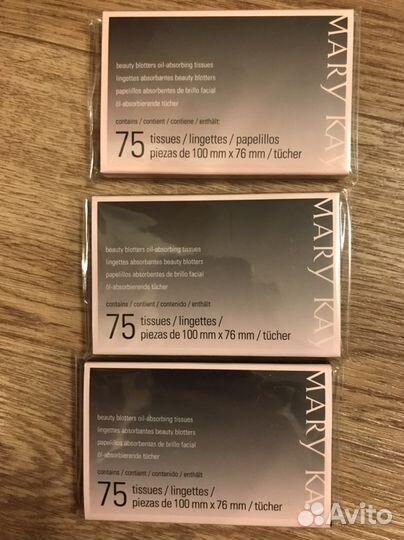 beauty blotters oil-absorbing tissues
lingettes absorbantes beauty blotters
papelillos absorbentes de brillo facial
öl-absorbierende tücher
contains / contient / contiene / enthält:
75 tissues / lingettes / papelillos
piezas de 100 mm x 76 mm / tücher
MARY KAY
beauty blotters oil-absorbing tissues
lingettes absorbantes beauty blotters
papelillos absorbentes de brillo facial
öl-absorbierende tücher
contains / contient / contenido / enthält
75 tissues / lingettes /
piezas de 100 mm x 76 mm / tücher
MARY KAY
beauty blotters oil-absorbing tissues
lingettes absorbantes beauty blotters
papelillos absorbentes de brillo facial
öl-absorbierende tücher
contains / contient / contenido / enthält
75 tissues / lingettes /
piezas de 100 mm x 76 mm / tücher
MARY KAY
Avito